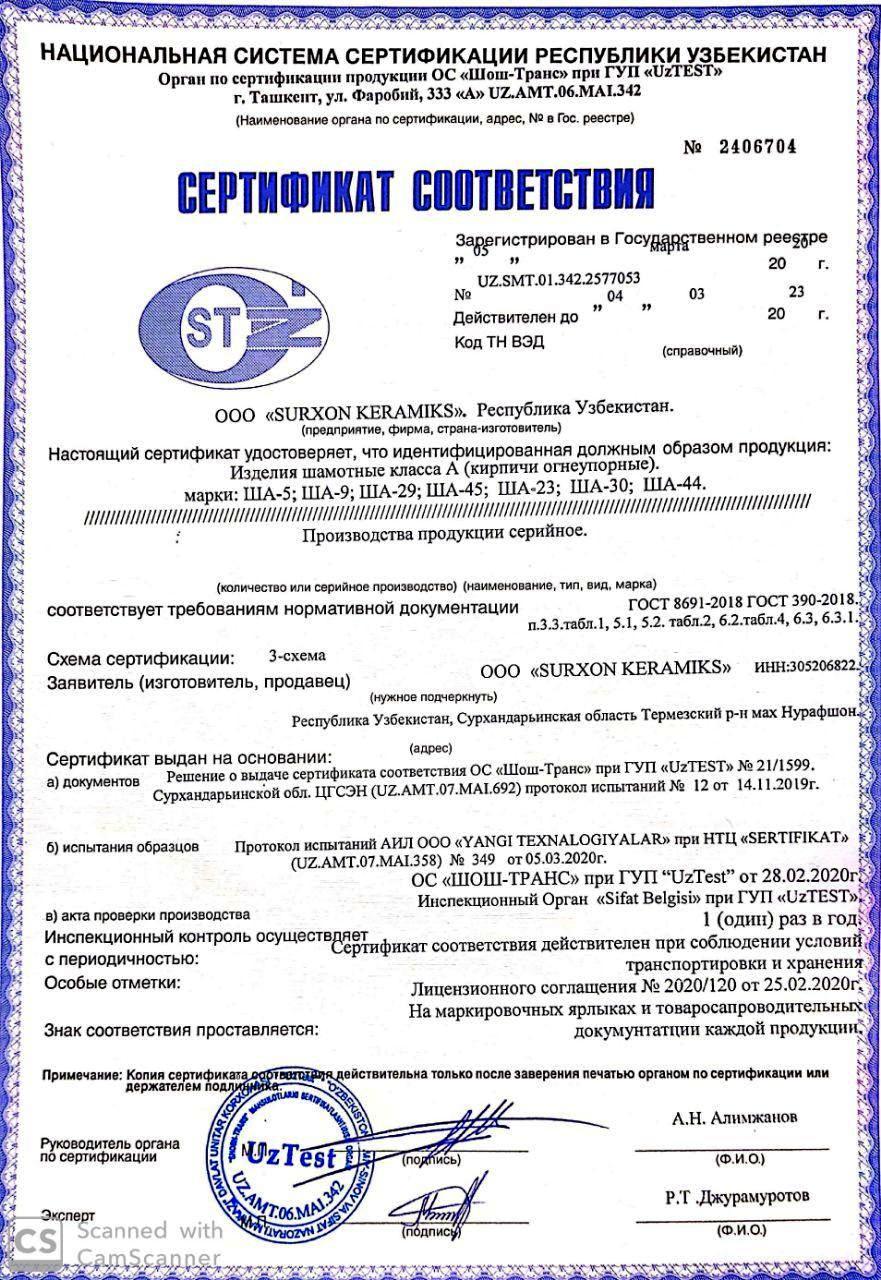 НАЦИОНАЛЬНАЯ СИСТЕМА СЕРТИФИКАЦИИ РЕСПУБЛИКИ УЗБЕКИСТАН
Орган по сертификации продукции ОС «Шош-Транс» при ГУП «UzTEST»
г. Ташкент, ул. Фаробий, 333 «А» UZ.AMT.06.MAI.342
(Наименование органа по сертификации, адрес, № в Гос. реестре)
№ 2406704
СЕРТИФИКАТ СООТВЕТСТВИЯ
Зарегистрирован в Государственном реестре
" 05 " марта 20 20 г.
№ UZ.SMT.01.342.2577053
Действителен до " 04 " 03 20 23 г.
Код ТН ВЭД
(справочный)
ST
ООО «SURXON KERAMIKS». Республика Узбекистан.
(предприятие, фирма, страна-изготовитель)
Настоящий сертификат удостоверяет, что идентифицированная должным образом продукция:
Изделия шамотные класса А (кирпичи огнеупорные).
марки: ША-5; ША-9; ША-29; ША-45; ША-23; ША-30; ША-44.
Производства продукции серийное.
(количество или серийное производство) (наименование, тип, вид, марка)
соответствует требованиям нормативной документации ГОСТ 8691-2018 ГОСТ 390-2018.
п.3.3.табл.1, 5.1, 5.2. табл.2, 6.2.табл.4, 6.3, 6.3.1.
Схема сертификации: 3-схема
Заявитель (изготовитель, продавец) ООО «SURXON KERAMIKS» ИНН:305206822.
(нужное подчеркнуть)
Республика Узбекистан, Сурхандарьинская область Термезский р-н мах Нурафшон.
(адрес)
Сертификат выдан на основании:
а) документов Решение о выдаче сертификата соответствия ОС «Шош-Транс» при ГУП «UzTEST» № 21/1599.
Сурхандарьинской обл. ЦГСЭН (UZ.AMT.07.MAI.692) протокол испытаний № 12 от 14.11.2019г.
б) испытания образцов Протокол испытаний АИЛ ООО «YANGI TEXNALOGIYALAR» при НТЦ «SERTIFIKAT»
(UZ.AMT.07.MAI.358) № 349 от 05.03.2020г.
ОС «ШОШ-ТРАНС» при ГУП “UzTest” от 28.02.2020г.
в) акта проверки производства
Инспекционный Орган «Sifat Belgisi» при ГУП «UzTEST».
Инспекционный контроль осуществляет
1 (один) раз в год
с периодичностью:
Сертификат соответствия действителен при соблюдении условий
транспортировки и хранения
Особые отметки:
Лицензионного соглащения № 2020/120 от 25.02.2020г.
На маркировочных ярлыках и товаросапроводительных
Знак соответствия проставляется: докумунтатции каждой продукции.
Примечание: Копия сертификата соответствия действительна только после заверения печатью органом по сертификации или
держателем подлинника.
Руководитель органа
по сертификации
М.П.
(подпись)
А.Н. Алимжанов
(Ф.И.О.)
UzTest
UZ.AMT.06.MAI.342
Эксперт
М.П.
(подпись)
Р.Т .Джурамуротов
(Ф.И.О.)
CS Scanned with
CamScanner